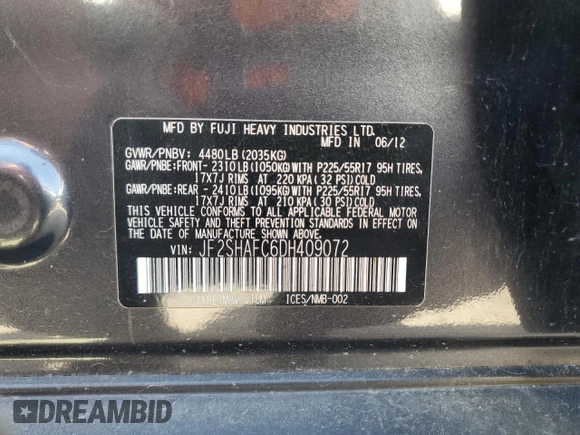 MFD BY FUJI HEAVY INDUSTRIES LTD.
MFD IN 06/12
GVWR/PNBV: 4480LB(2035KG)
GAWR/PNBE:FRONT-2310LB(1050KG)WITH P225/55R17 95H TIRES,
17X7J RIMS AT 220 KPA(32 PSI)COLD
GAWR/PNBE:REAR -2410LB(1095KG)WITH P225/55R17 95H TIRES,
17X7J RIMS AT 210 KPA(30 PSI)COLD
THIS VEHICLE CONFORMS TO ALL APPLICABLE FEDERAL MOTOR
VEHICLE SAFETY AND THEFT PREVENTION STANDARDS IN EFFECT ON
THE DATE OF MANUFACTURE SHOWN ABOVE.
VIN: JF2SHAFC6DH409072
ICES/NMB-002
DREAMBID